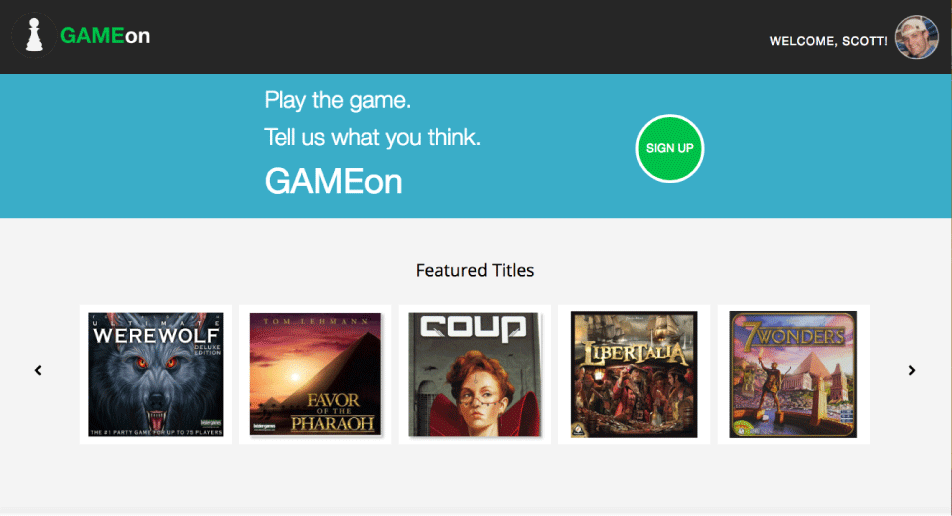 GAMEon
WELCOME, SCOTT!
Play the game.
Tell us what you think.
GAMEon
SIGN UP
Featured Titles
ULTIMATE
WEREWOLF
DELUXE
EDITION
THE #1 PARTY GAME FOR UP TO 75 PLAYERS
TOM LEHMANN
FAVOR
OF THE
PHARAOH
COUP
LIBERTALIA
7 WONDERS